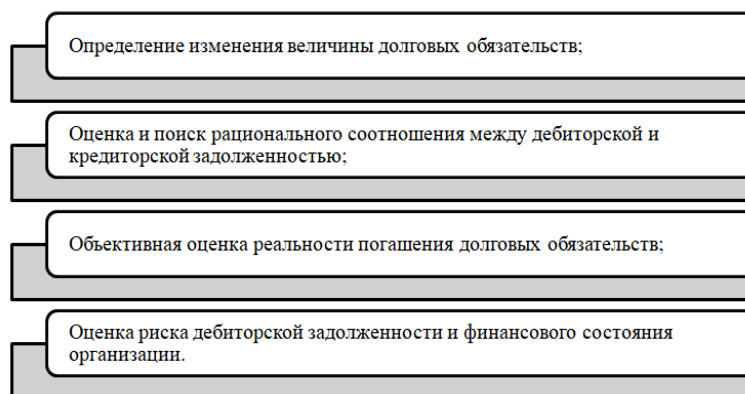 Определение изменения величины долговых обязательств;
Оценка и поиск рационального соотношения между дебиторской и
кредиторской задолженностью;
Объективная оценка реальности погашения долговых обязательств;
Оценка риска дебиторской задолженности и финансового состояния
организации.